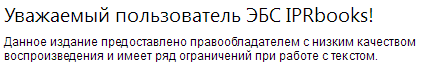 Уважаемый пользователь ЭБС IPRbooks!
Данное издание предоставлено правообладателем с низким качеством
воспроизведения и имеет ряд ограничений при работе с текстом.